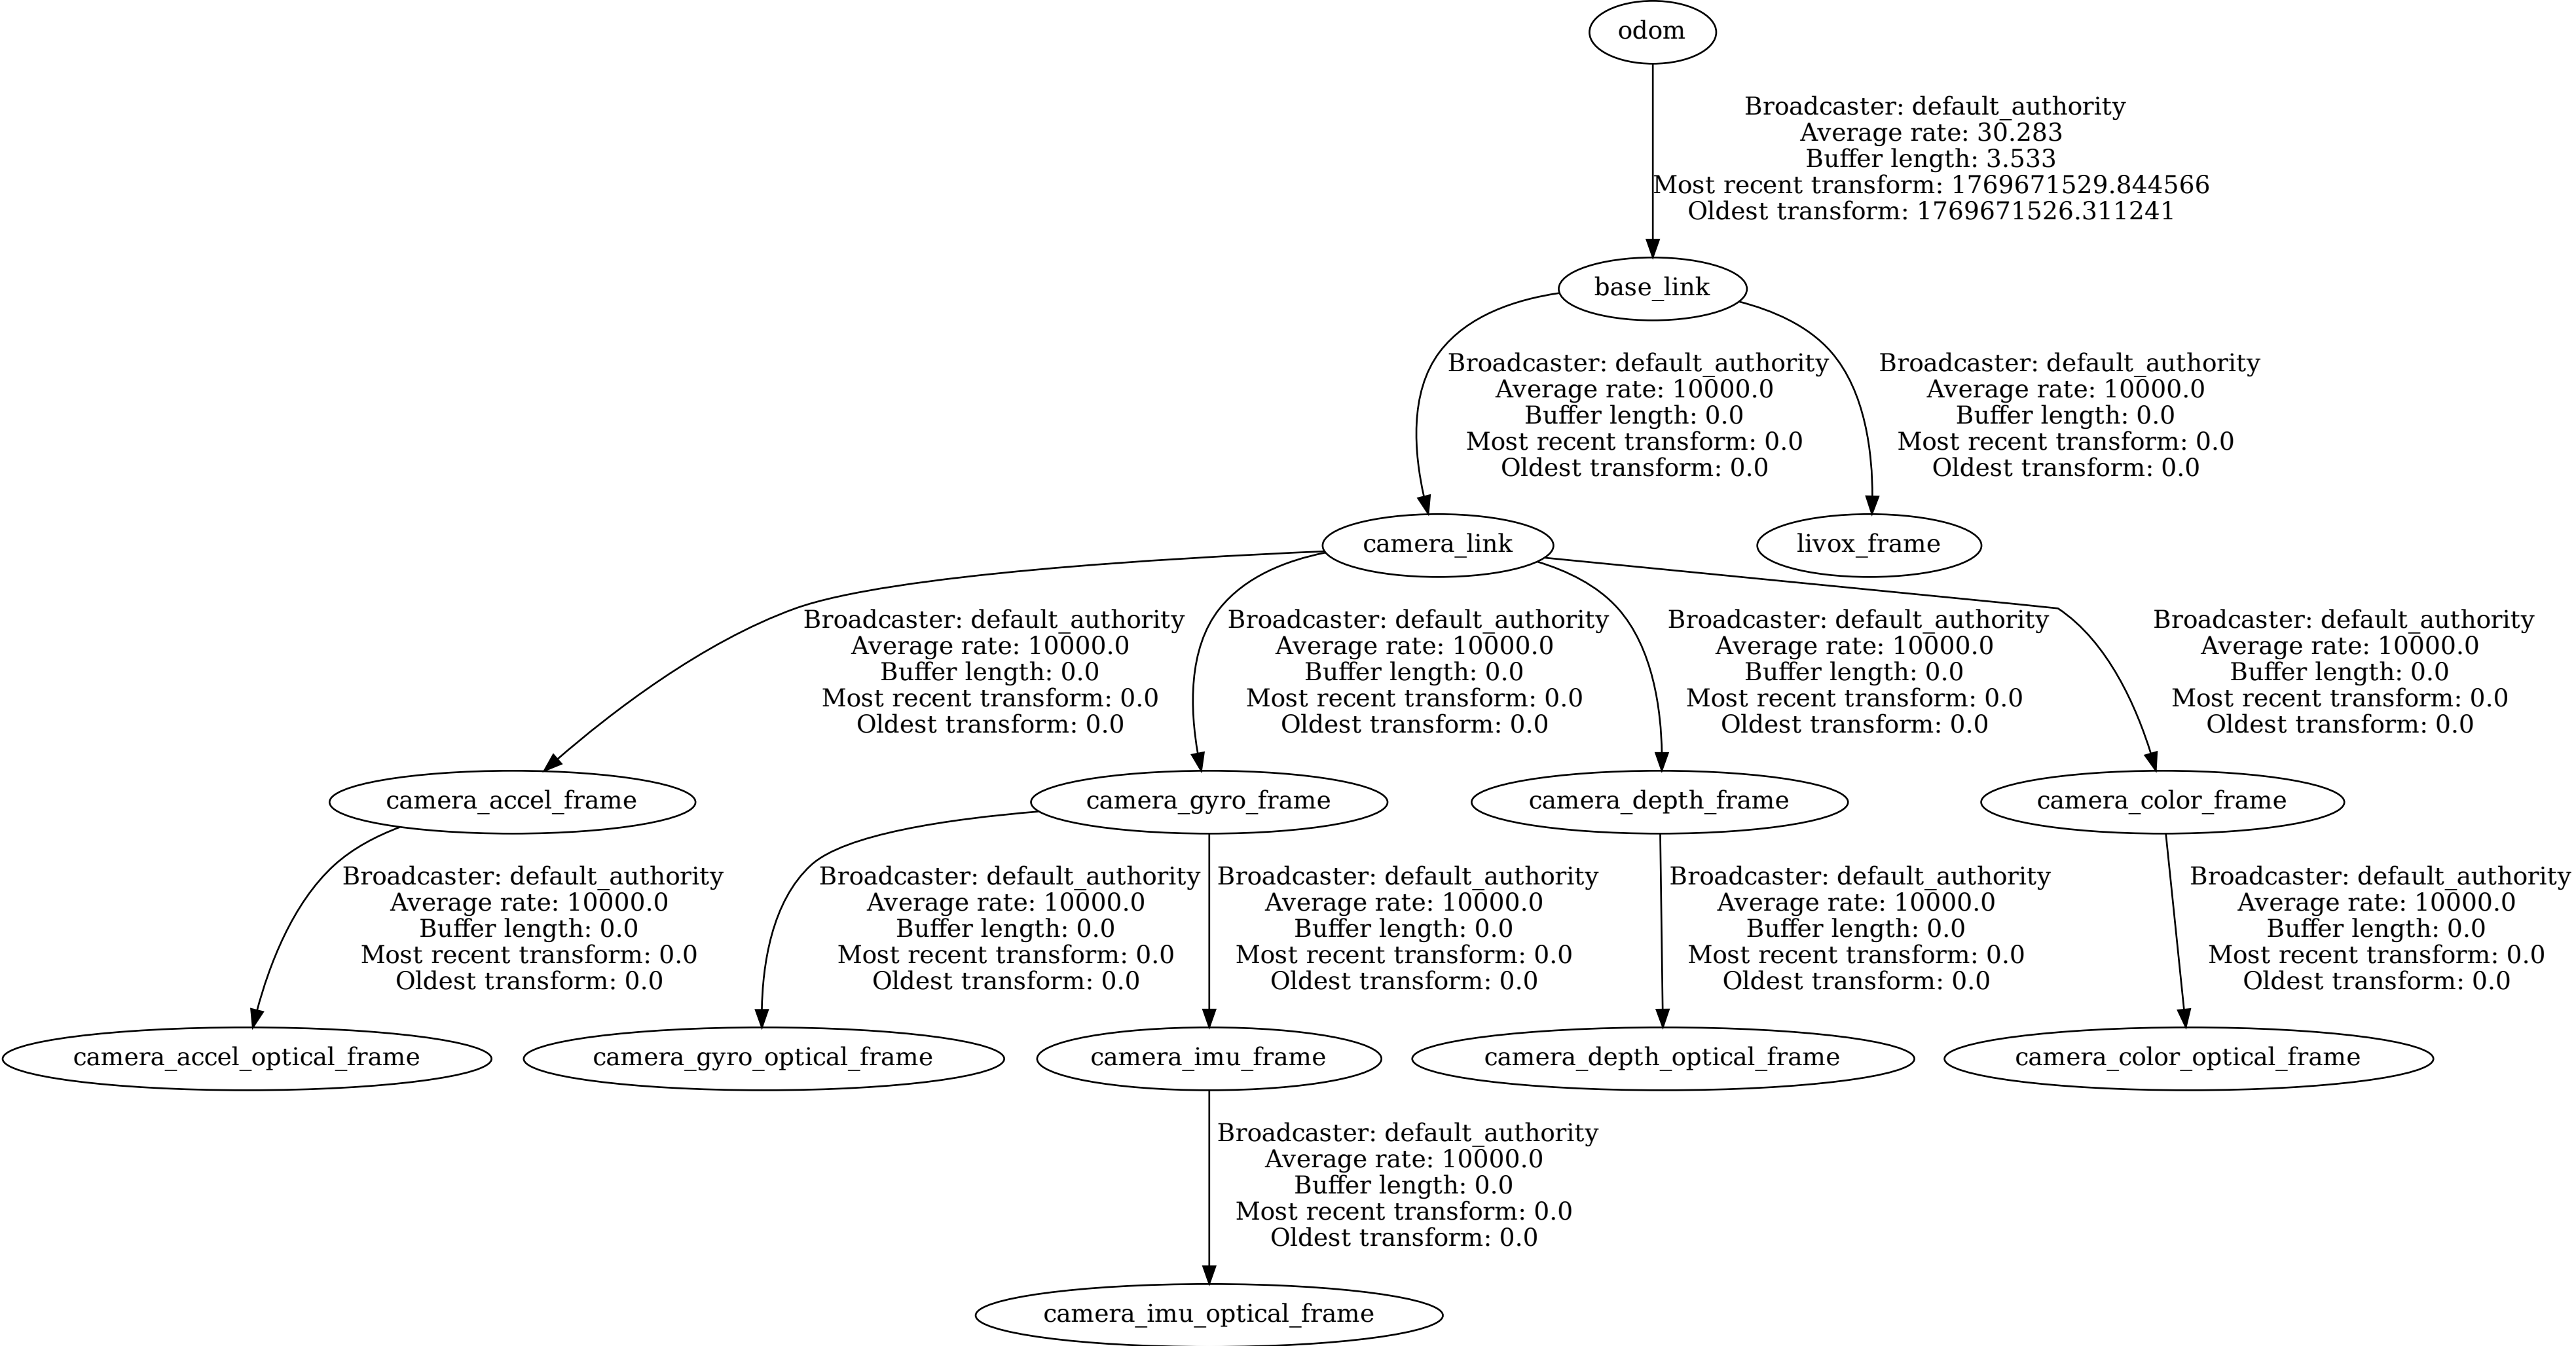 odom
Broadcaster: default_authority
Average rate: 30.283
Buffer length: 3.533
Most recent transform: 1769671529.844566
Oldest transform: 1769671526.311241
base_link
Broadcaster: default_authority
Average rate: 10000.0
Buffer length: 0.0
Most recent transform: 0.0
Oldest transform: 0.0
Broadcaster: default_authority
Average rate: 10000.0
Buffer length: 0.0
Most recent transform: 0.0
Oldest transform: 0.0
camera_link
livox_frame
Broadcaster: default_authority
Average rate: 10000.0
Buffer length: 0.0
Most recent transform: 0.0
Oldest transform: 0.0
Broadcaster: default_authority
Average rate: 10000.0
Buffer length: 0.0
Most recent transform: 0.0
Oldest transform: 0.0
Broadcaster: default_authority
Average rate: 10000.0
Buffer length: 0.0
Most recent transform: 0.0
Oldest transform: 0.0
Broadcaster: default_authority
Average rate: 10000.0
Buffer length: 0.0
Most recent transform: 0.0
Oldest transform: 0.0
camera_accel_frame
camera_gyro_frame
camera_depth_frame
camera_color_frame
Broadcaster: default_authority
Average rate: 10000.0
Buffer length: 0.0
Most recent transform: 0.0
Oldest transform: 0.0
Broadcaster: default_authority
Average rate: 10000.0
Buffer length: 0.0
Most recent transform: 0.0
Oldest transform: 0.0
Broadcaster: default_authority
Average rate: 10000.0
Buffer length: 0.0
Most recent transform: 0.0
Oldest transform: 0.0
Broadcaster: default_authority
Average rate: 10000.0
Buffer length: 0.0
Most recent transform: 0.0
Oldest transform: 0.0
Broadcaster: default_authority
Average rate: 10000.0
Buffer length: 0.0
Most recent transform: 0.0
Oldest transform: 0.0
camera_accel_optical_frame
camera_gyro_optical_frame
camera_imu_frame
camera_depth_optical_frame
camera_color_optical_frame
Broadcaster: default_authority
Average rate: 10000.0
Buffer length: 0.0
Most recent transform: 0.0
Oldest transform: 0.0
camera_imu_optical_frame